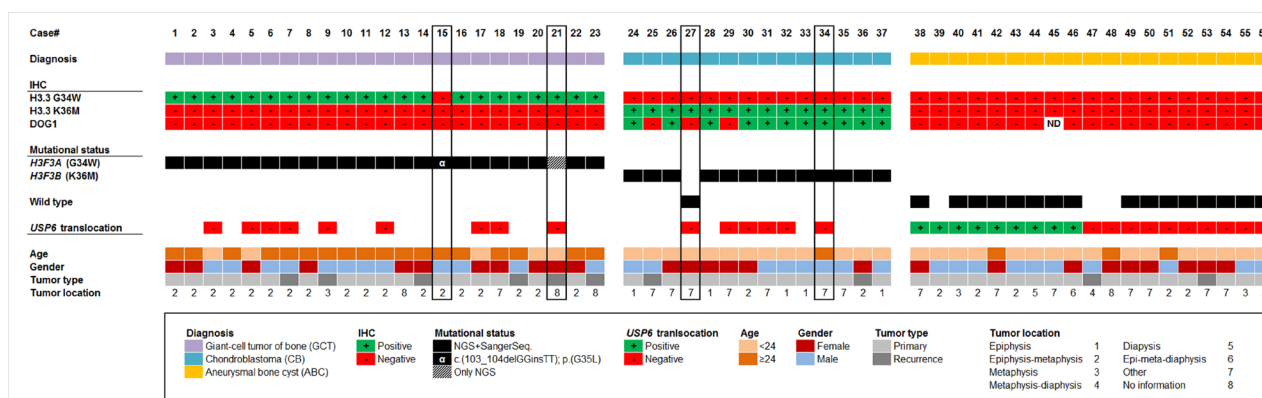 Case# 1 2 3 4 5 6 7 8 9 10 11 12 13 14 15 16 17 18 19 20 21 22 23 24 25 26 27 28 29 30 31 32 33 34 35 36 37 38 39 40 41 42 43 44 45 46 47 48 49 50 51 52 53 54 55
Diagnosis
IHC
H3.3 G34W + + + + + + + + + + + + + + - + + + + + + + + - - - - - - - - - - - - - - - - - - - - - - - - - - - - - - - -
H3.3 K36M - - - - - - - - - - - - - - - - - - - - - - - + + + + + + + + + + + + + + - - - - - - - - - - - - - - - - - -
DOG1 - - - - - - - - - - - - - - - - - - - - - - - + - + - + - + + + + + + + + - - - - - - - ND - - - - - - - - - -
Mutational status
H3F3A (G34W) α
H3F3B (K36M)
Wild type
USP6 translocation - - - - - - - - - - - - - - - + + + + + + + + + - - - - - - - - -
Age
Gender
Tumor type
Tumor location 2 2 2 2 2 2 2 2 3 2 2 2 8 2 2 2 2 7 2 2 8 2 8 1 7 7 7 1 7 2 7 1 1 7 7 2 1 7 2 3 2 7 2 5 7 6 4 8 7 7 2 2 7 7 3
Diagnosis
Giant-cell tumor of bone (GCT)
Chondroblastoma (CB)
Aneurysmal bone cyst (ABC)
IHC
+ Positive
- Negative
Mutational status
NGS+SangerSeq.
α c.(103_104delGGinsTT); p.(G35L)
Only NGS
USP6 translocation
+ Positive
- Negative
Age
<24
≥24
Gender
Female
Male
Tumor type
Primary
Recurrence
Tumor location
Epiphysis 1
Epiphysis-metaphysis 2
Metaphysis 3
Metaphysis-diaphysis 4
Diapysis 5
Epi-meta-diaphysis 6
Other 7
No information 8